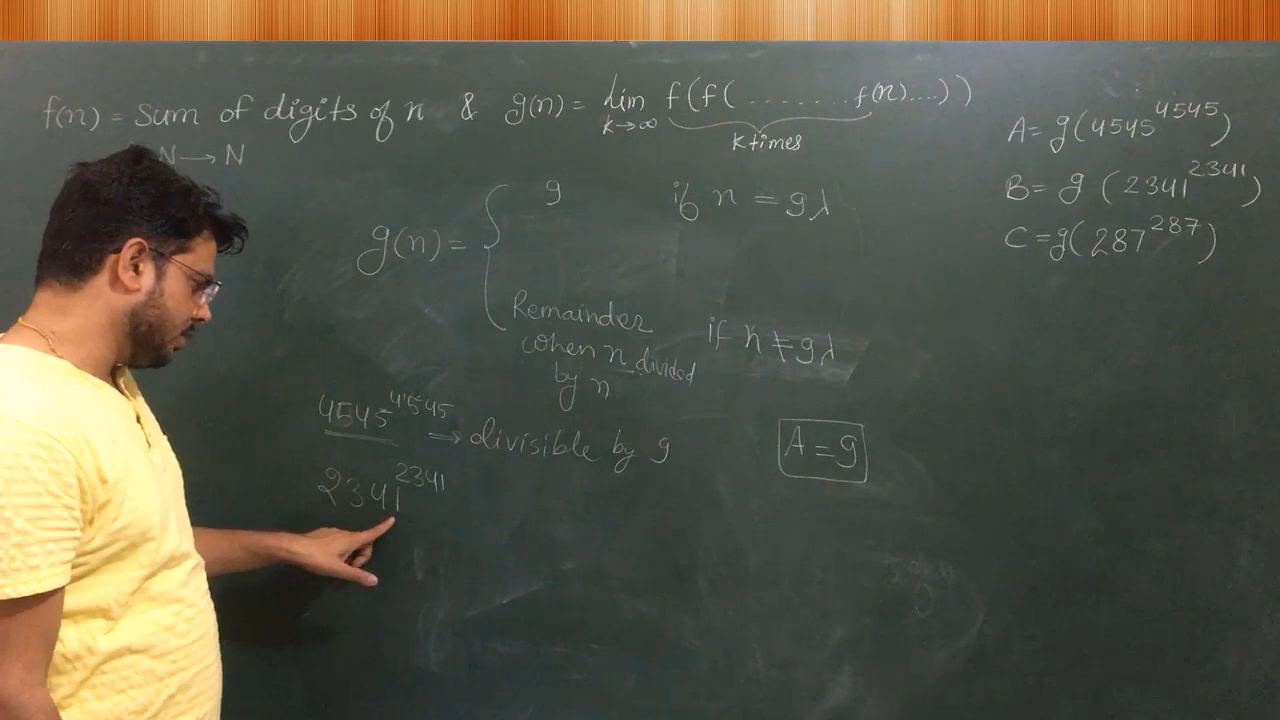 f(n) = Sum of digits of n & g(n) = lim k→∞ f(f(........f(n)....)) k times
N → N
A = g(4545^4545)
B = g(2341^2341)
C = g(287^287)
g(n) = { 9 if n = 9λ
Remainder when n divided by n if n ≠ 9λ
4545^4545 ⇒ divisible by 9
A = 9
2341^2341